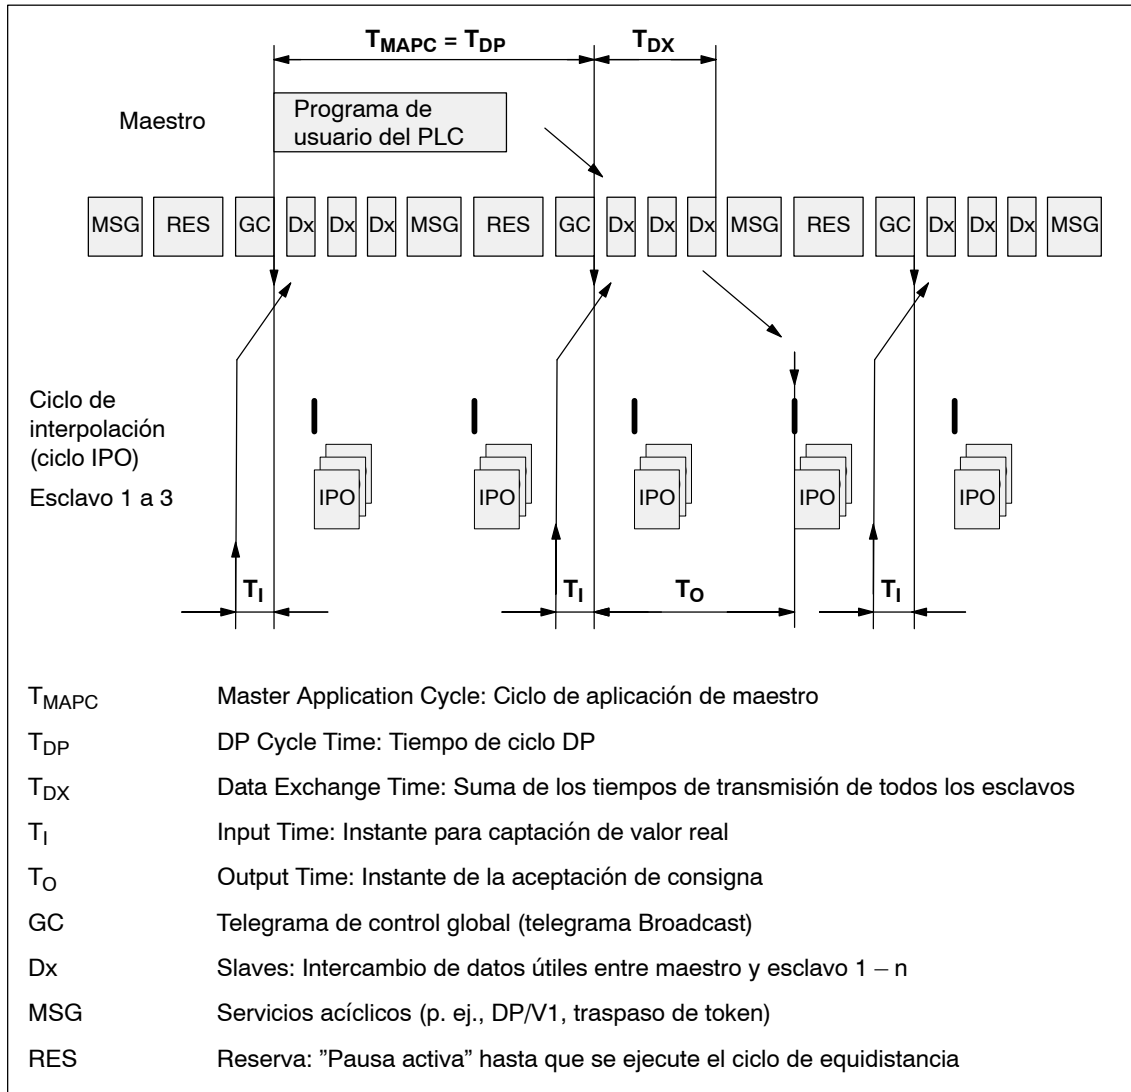 T_MAPC = T_DP T_DX
Maestro
Programa de
usuario del PLC
MSG RES GC Dx Dx Dx MSG RES GC Dx Dx Dx MSG RES GC Dx Dx Dx MSG
Ciclo de
interpolación
(ciclo IPO)
Esclavo 1 a 3
IPO IPO IPO IPO IPO
T_I T_I T_O T_I
T_MAPC Master Application Cycle: Ciclo de aplicación de maestro
T_DP DP Cycle Time: Tiempo de ciclo DP
T_DX Data Exchange Time: Suma de los tiempos de transmisión de todos los esclavos
T_I Input Time: Instante para captación de valor real
T_O Output Time: Instante de la aceptación de consigna
GC Telegrama de control global (telegrama Broadcast)
Dx Slaves: Intercambio de datos útiles entre maestro y esclavo 1 – n
MSG Servicios acíclicos (p. ej., DP/V1, traspaso de token)
RES Reserva: ”Pausa activa” hasta que se ejecute el ciclo de equidistancia